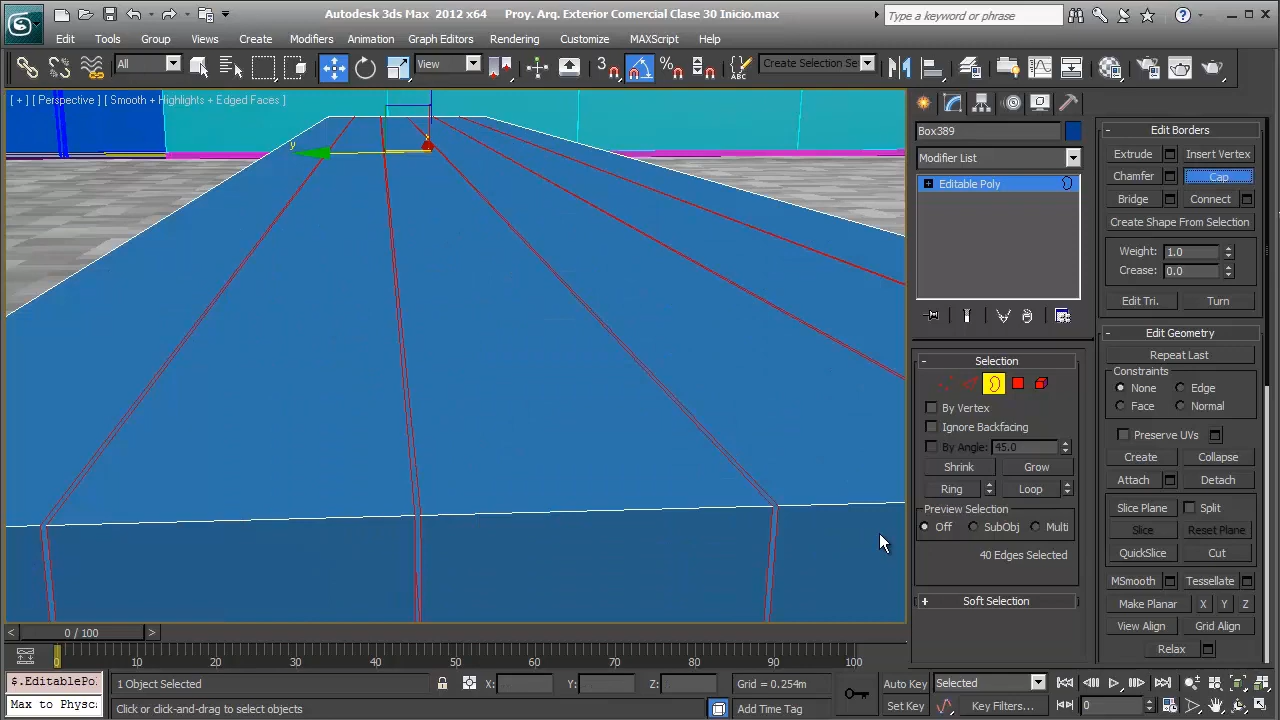 Autodesk 3ds Max 2012 x64 Proy. Arq. Exterior Comercial Clase 30 Inicio.max
Type a keyword or phrase
Edit Tools Group Views Create Modifiers Animation Graph Editors Rendering Customize MAXScript Help
All View 3 Create Selection Se
[ + ] [ Perspective ] [ Smooth + Highlights + Edged Faces ]
y
Box389
Modifier List
Editable Poly
- Selection
By Vertex
Ignore Backfacing
By Angle: 45.0
Shrink Grow
Ring Loop
Preview Selection
Off SubObj Multi
40 Edges Selected
+ Soft Selection
- Edit Borders
Extrude Insert Vertex
Chamfer Cap
Bridge Connect
Create Shape From Selection
Weight: 1.0
Crease: 0.0
Edit Tri. Turn
- Edit Geometry
Repeat Last
Constraints
None Edge
Face Normal
Preserve UVs
Create Collapse
Attach Detach
Slice Plane Split
Slice Reset Plane
QuickSlice Cut
MSmooth Tessellate
Make Planar X Y Z
View Align Grid Align
Relax
< 0 / 100 >
0 10 20 30 40 50 60 70 80 90 100
$.EditablePo 1 Object Selected X: Y: Z: Grid = 0.254m Auto Key Selected
Max to Physc Click or click-and-drag to select objects Add Time Tag Set Key Key Filters... 0